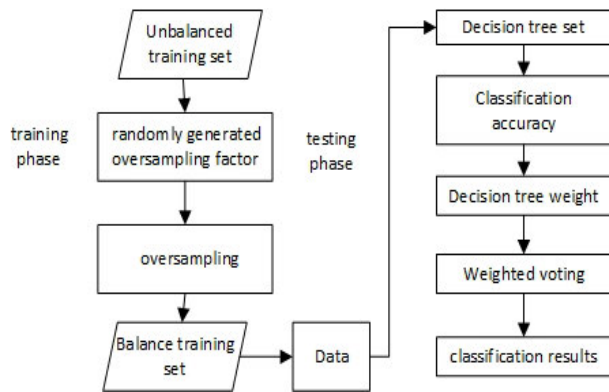 Unbalanced
training set
training
phase
randomly generated
oversampling factor
oversampling
Balance training
set
Data
testing
phase
Decision tree set
Classification
accuracy
Decision tree weight
Weighted voting
classification results